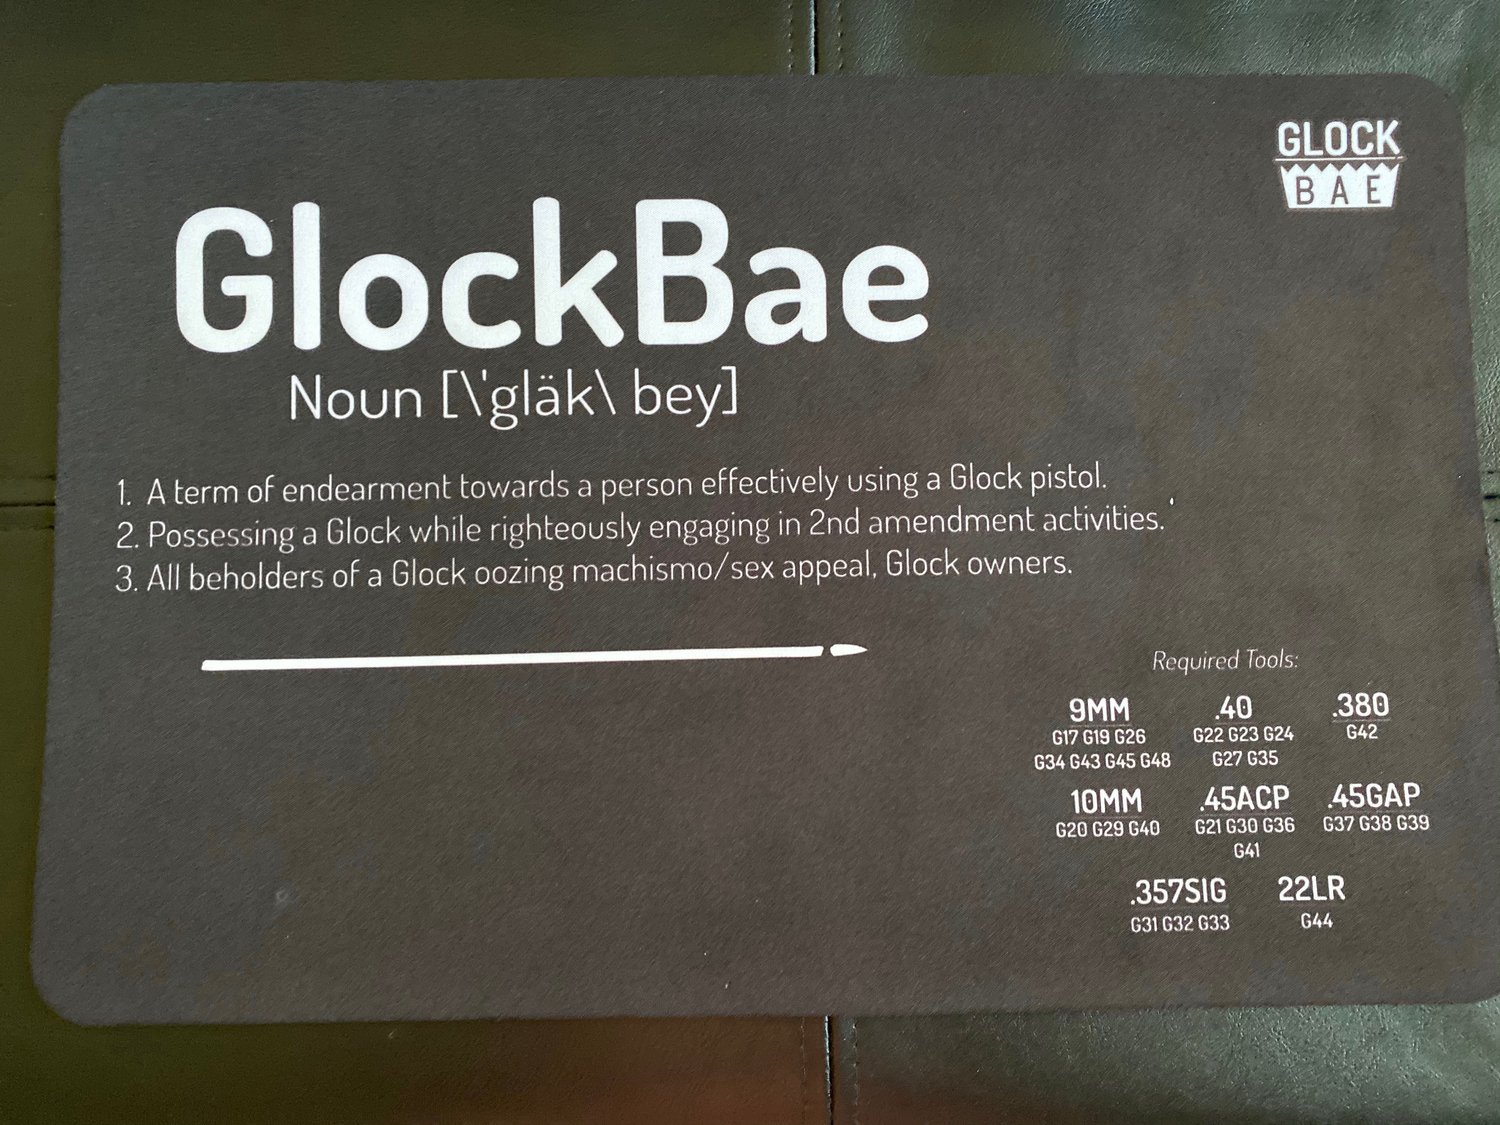 GLOCK
BAE
GlockBae
Noun [\'gläk\ bey]
1. A term of endearment towards a person effectively using a Glock pistol.
2. Possessing a Glock while righteously engaging in 2nd amendment activities.
3. All beholders of a Glock oozing machismo/sex appeal, Glock owners.
Required Tools:
9MM .40 .380
G17 G19 G26 G22 G23 G24 G42
G34 G43 G45 G48 G27 G35
10MM .45ACP .45GAP
G20 G29 G40 G21 G30 G36 G37 G38 G39
G41
.357SIG 22LR
G31 G32 G33 G44